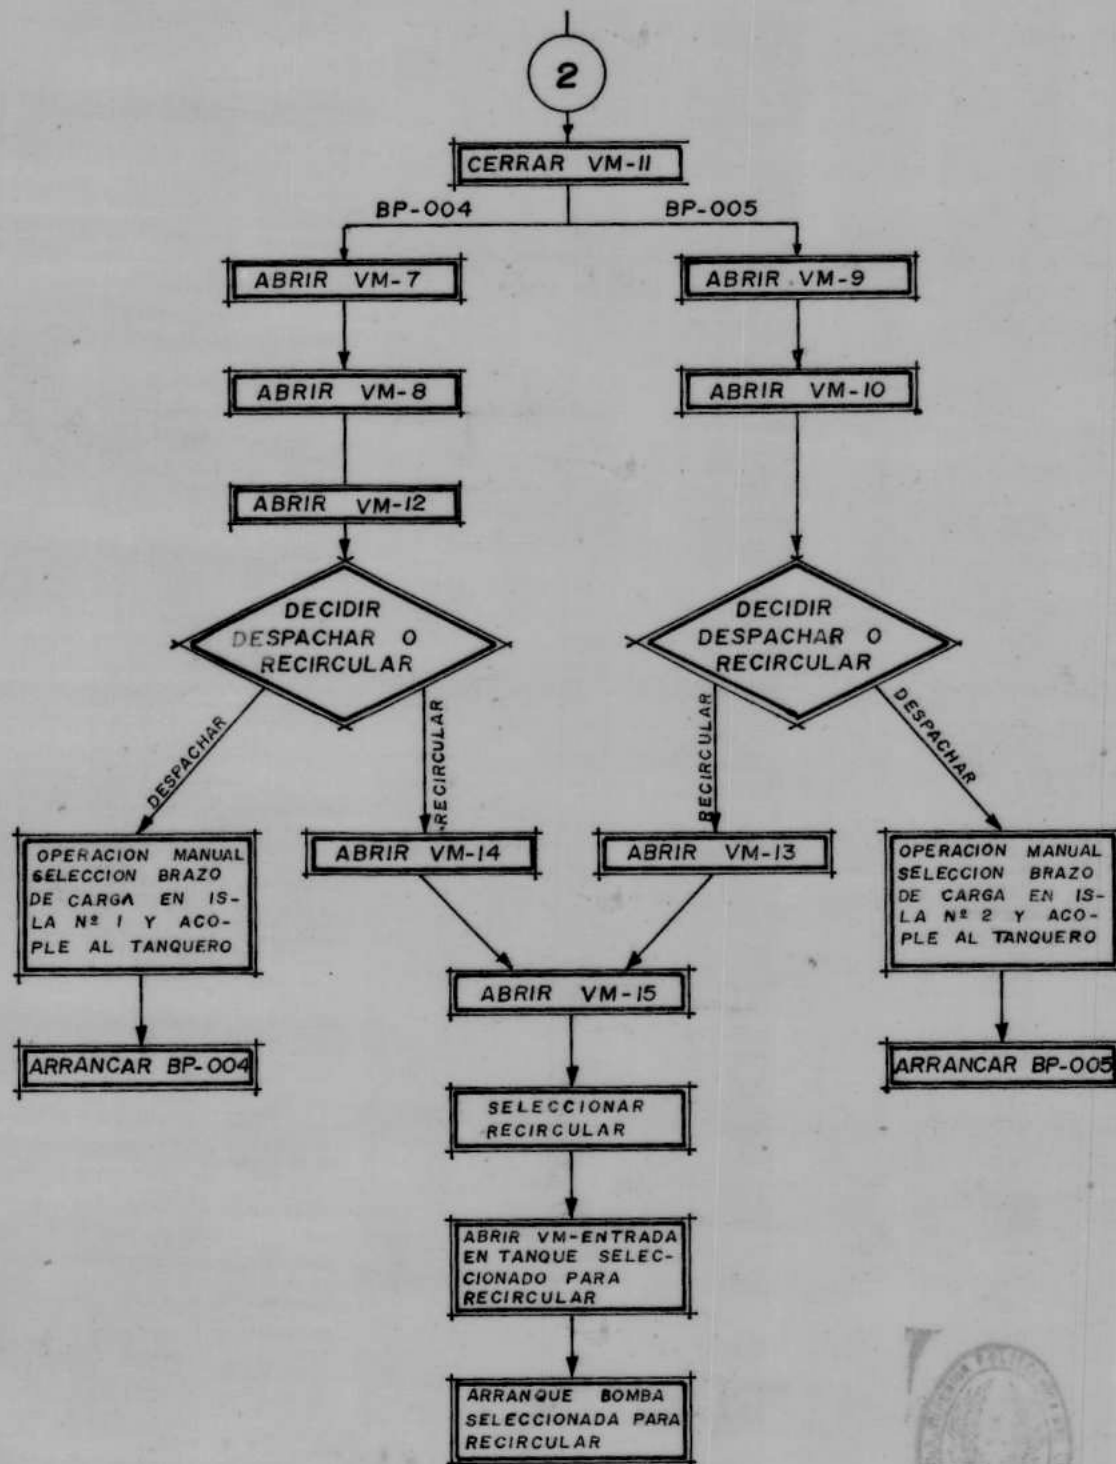 2
CERRAR VM-11
BP-004
BP-005
ABRIR VM-7
ABRIR VM-9
ABRIR VM-8
ABRIR VM-10
ABRIR VM-12
DECIDIR
DESPACHAR O
RECIRCULAR
DECIDIR
DESPACHAR O
RECIRCULAR
DESPACHAR
RECIRCULAR
RECIRCULAR
DESPACHAR
OPERACION MANUAL
SELECCION BRAZO
DE CARGA EN IS-
LA Nº 1 Y ACO-
PLE AL TANQUERO
ABRIR VM-14
ABRIR VM-13
OPERACION MANUAL
SELECCION BRAZO
DE CARGA EN IS-
LA Nº 2 Y ACO-
PLE AL TANQUERO
ABRIR VM-15
ARRANCAR BP-004
ARRANCAR BP-005
SELECCIONAR
RECIRCULAR
ABRIR VM-ENTRADA
EN TANQUE SELEC-
CIONADO PARA
RECIRCULAR
ARRANQUE BOMBA
SELECCIONADA PARA
RECIRCULAR